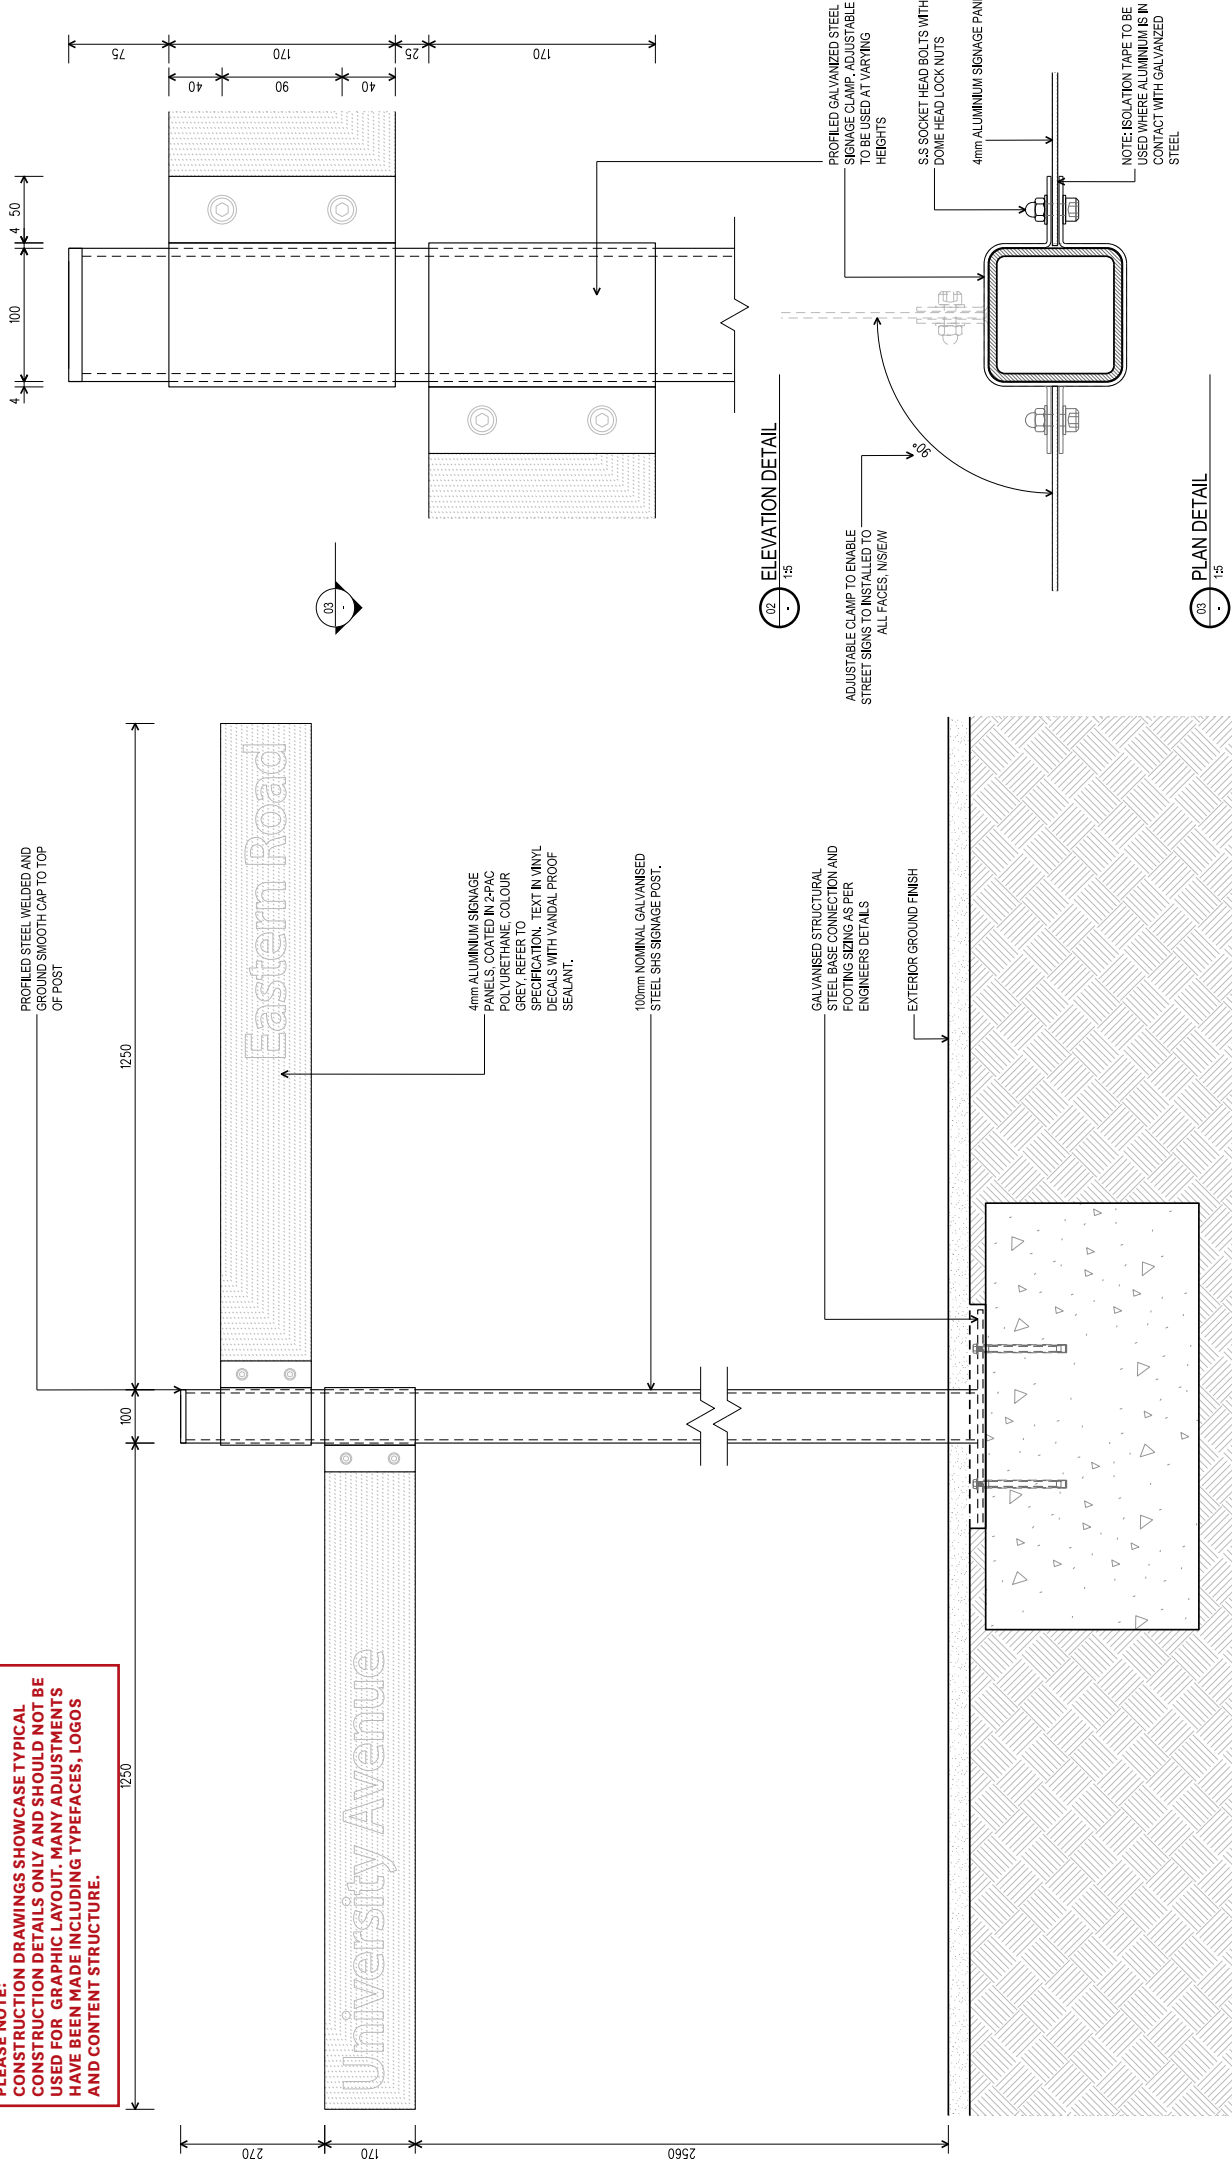 PLEASE NOTE:
CONSTRUCTION DRAWINGS SHOWCASE TYPICAL
CONSTRUCTION DETAILS ONLY AND SHOULD NOT BE
USED FOR GRAPHIC LAYOUT. MANY ADJUSTMENTS
HAVE BEEN MADE INCLUDING TYPEFACES, LOGOS
AND CONTENT STRUCTURE.
1250
100
1250
270
170
2560
University Avenue
Eastern Road
PROFILED STEEL WELDED AND
GROUND SMOOTH CAP TO TOP
OF POST
4mm ALUMINIUM SIGNAGE
PANELS, COATED IN 2-PAC
POLYURETHANE, COLOUR
GREY, REFER TO
SPECIFICATION. TEXT IN VINYL
DECALS WITH VANDAL PROOF
SEALANT.
100mm NOMINAL GALVANISED
STEEL SHS SIGNAGE POST.
GALVANISED STRUCTURAL
STEEL BASE CONNECTION AND
FOOTING SIZING AS PER
ENGINEERS DETAILS
EXTERIOR GROUND FINISH
4
100
4
50
75
170
25
170
40
90
40
03
-
02
-
ELEVATION DETAIL
1:5
PROFILED GALVANIZED STEEL
SIGNAGE CLAMP. ADJUSTABLE
TO BE USED AT VARYING
HEIGHTS
S.S SOCKET HEAD BOLTS WITH
DOME HEAD LOCK NUTS
4mm ALUMINIUM SIGNAGE PAN
NOTE: ISOLATION TAPE TO BE
USED WHERE ALUMINIUM IS IN
CONTACT WITH GALVANZED
STEEL
ADJUSTABLE CLAMP TO ENABLE
STREET SIGNS TO INSTALLED TO
ALL FACES, N/S/E/W
90°
03
-
PLAN DETAIL
1:5